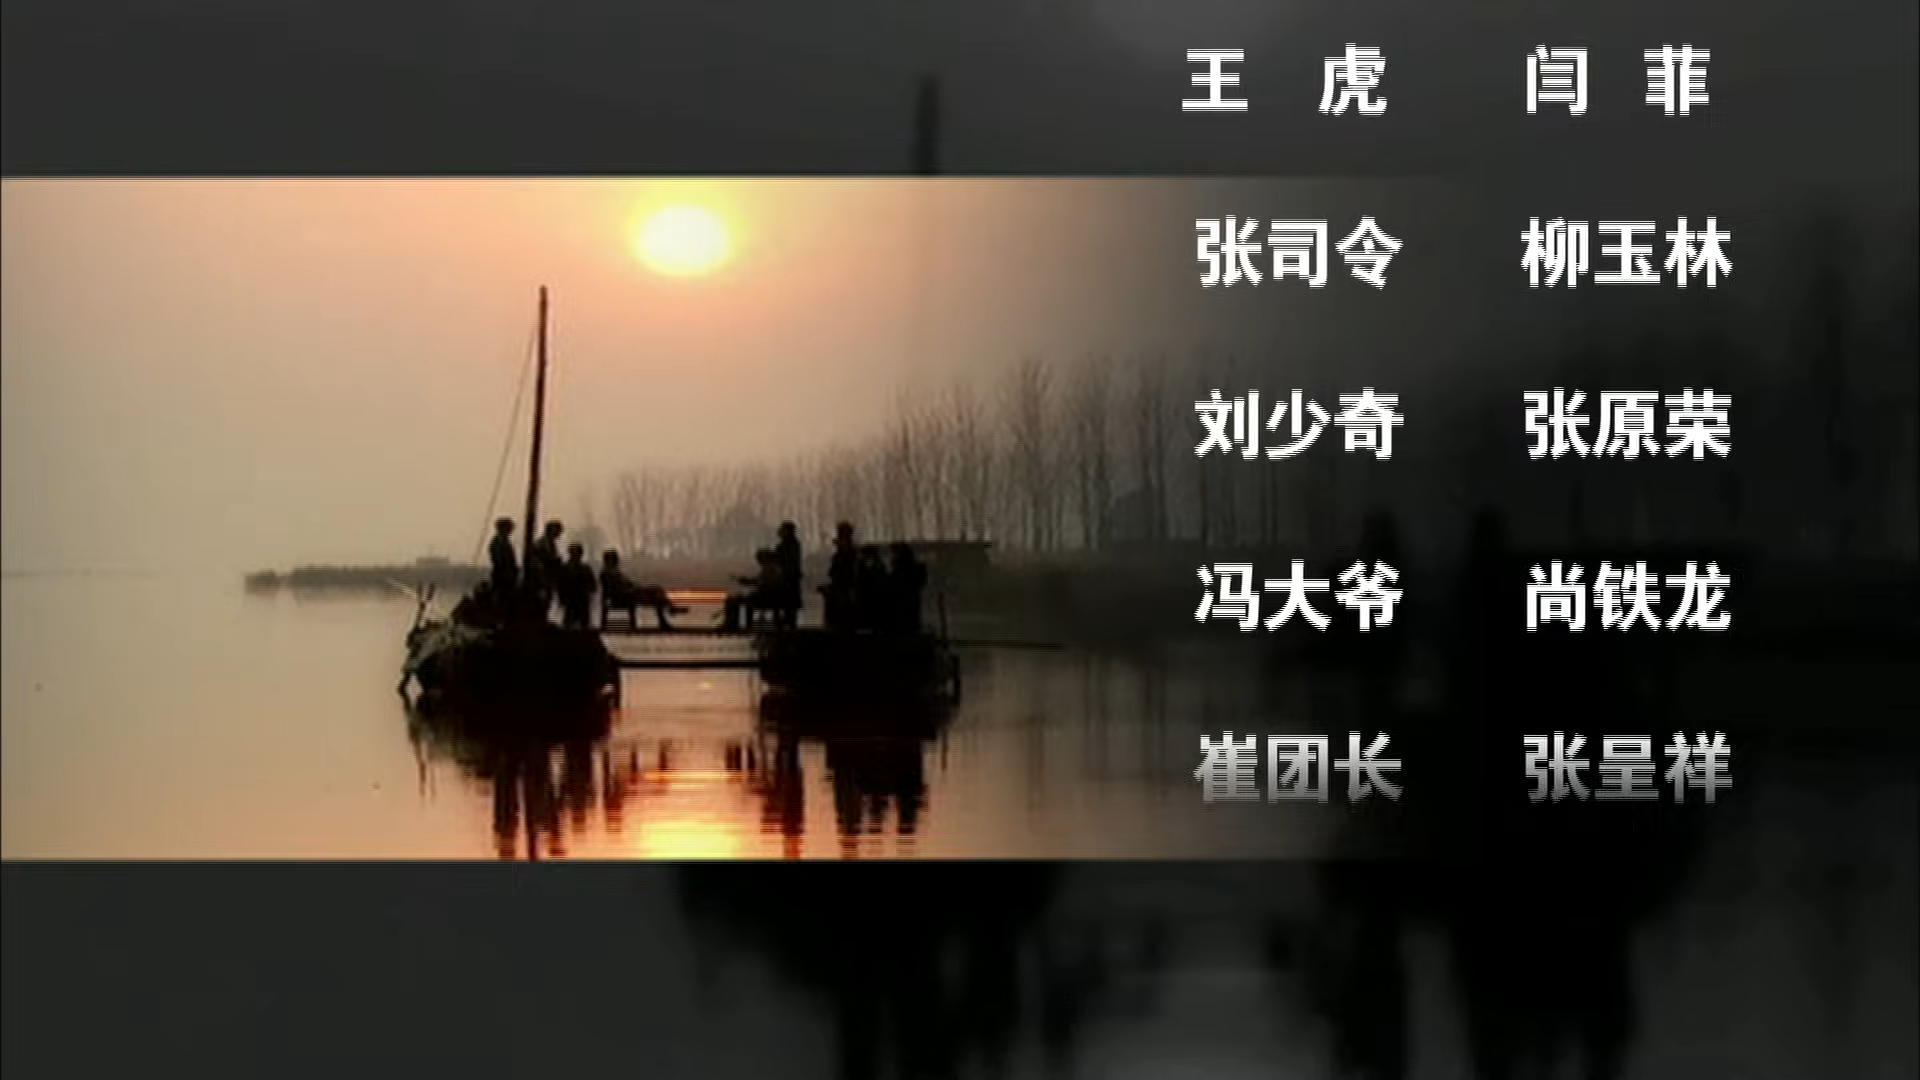 王虎 闫菲
张司令 柳玉林
刘少奇 张原荣
冯大爷 尚铁龙
崔团长 张呈祥